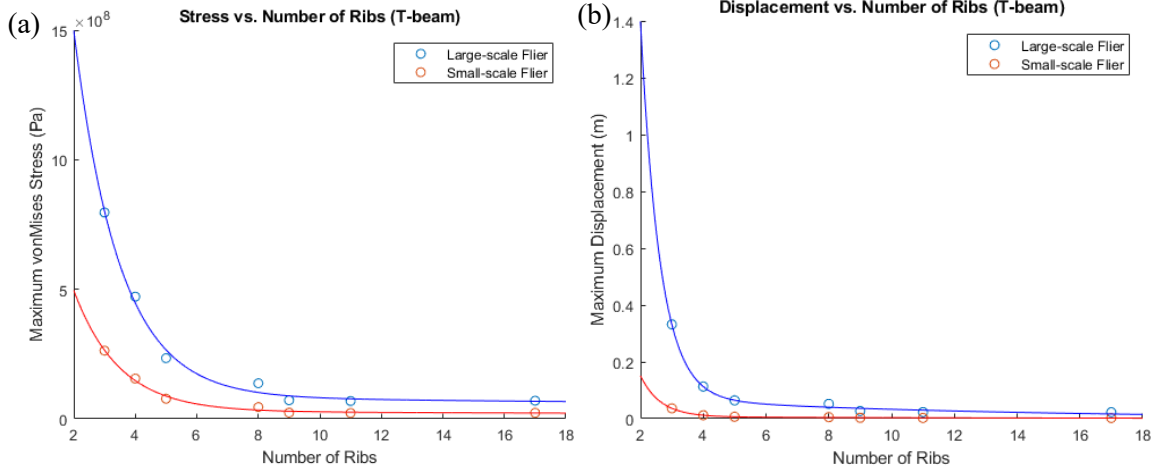 (a)
Stress vs. Number of Ribs (T-beam)
× 10⁸
15
10
5
0
Maximum vonMises Stress (Pa)
Large-scale Flier
Small-scale Flier
2 4 6 8 10 12 14 16 18
Number of Ribs
(b)
Displacement vs. Number of Ribs (T-beam)
1.4
1.2
1
0.8
0.6
0.4
0.2
0
Maximum Displacement (m)
Large-scale Flier
Small-scale Flier
2 4 6 8 10 12 14 16 18
Number of Ribs